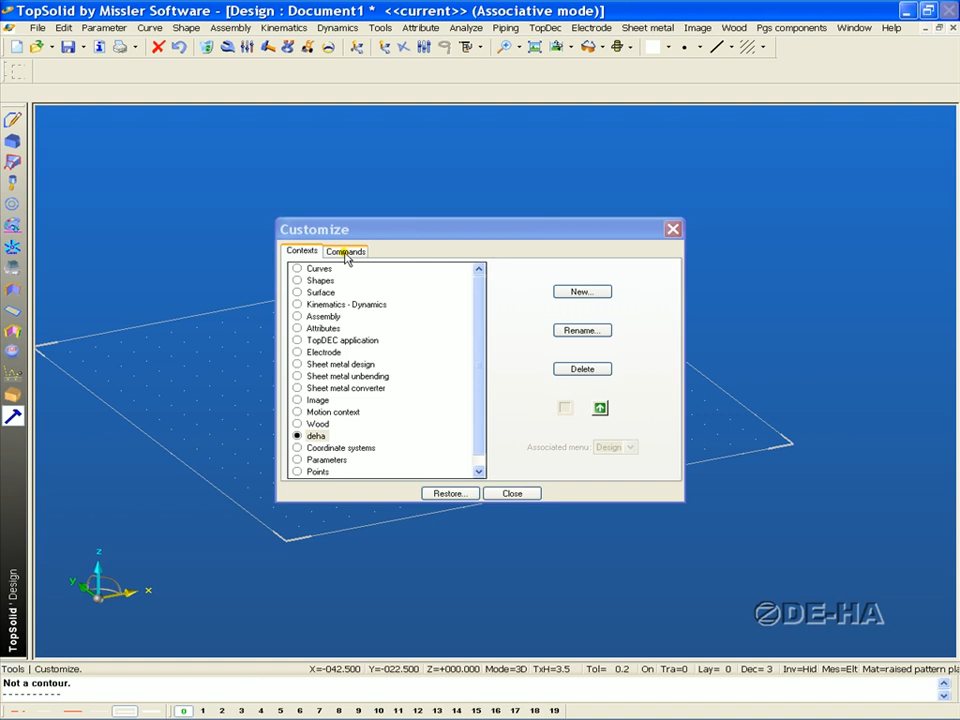 TopSolid by Missler Software - [Design : Document1 *  <<current>> (Associative mode)]
File Edit Parameter Curve Shape Assembly Kinematics Dynamics Tools Attribute Analyze Piping TopDec Electrode Sheet metal Image Wood Pgs components Window Help
Customize
Contexts Commands
Curves
Shapes
Surface
Kinematics - Dynamics
Assembly
Attributes
TopDEC application
Electrode
Sheet metal design
Sheet metal unbending
Sheet metal converter
Image
Motion context
Wood
deha
Coordinate systems
Parameters
Points
New...
Rename...
Delete
Associated menu: Design
Restore... Close
z
y
x
TopSolid'Design
DE-HA
Tools | Customize. X=-042.500 Y=-022.500 Z=+000.000 Mode=3D TxH=3.5 Tol= 0.2 On Tra=0 Lay= 0 Dec= 3 Inv=Hid Mes=Elt Mat=raised pattern pla
Not a contour.
----------
0 1 2 3 4 5 6 7 8 9 10 11 12 13 14 15 16 17 18 19